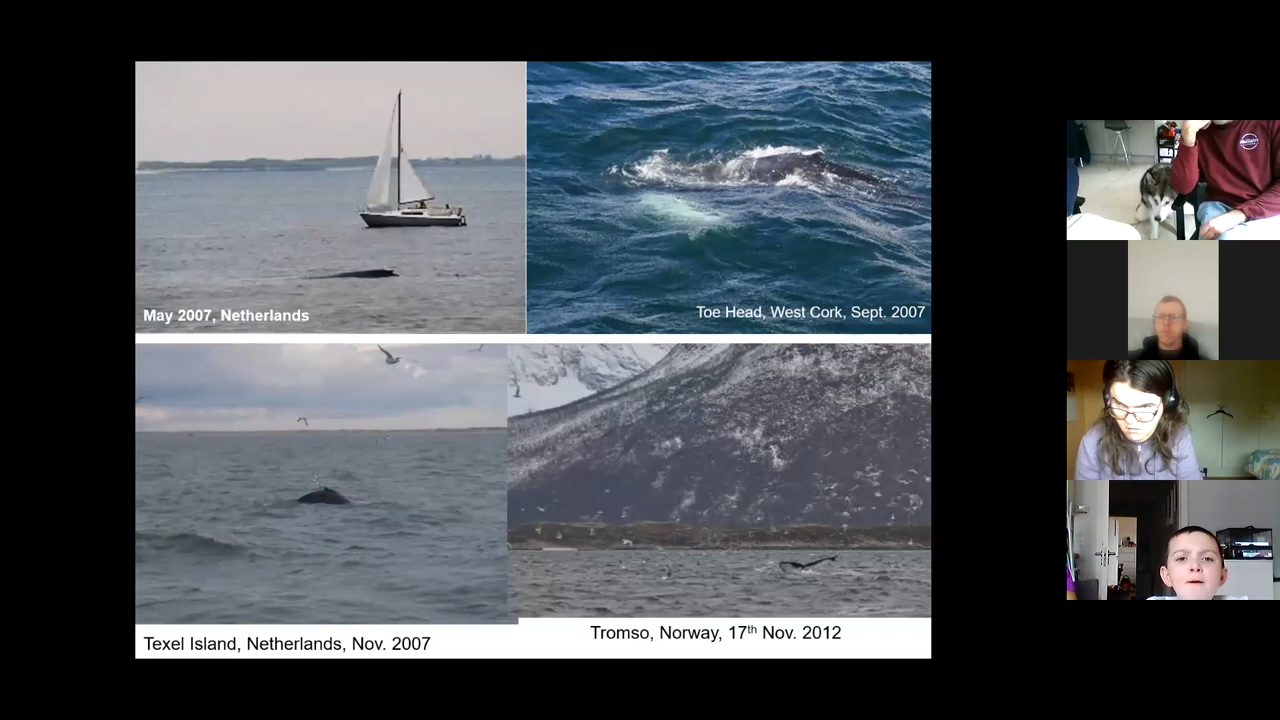 May 2007, Netherlands
Toe Head, West Cork, Sept. 2007
Texel Island, Netherlands, Nov. 2007
Tromso, Norway, 17th Nov. 2012